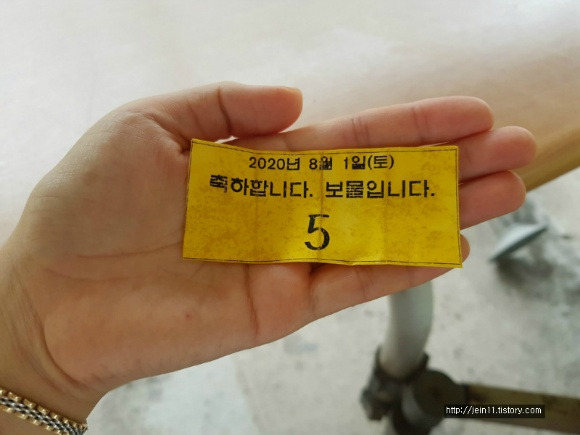 2020년 8월 1일(토)
축하합니다. 보물입니다.
5
http://jein11.tistory.com